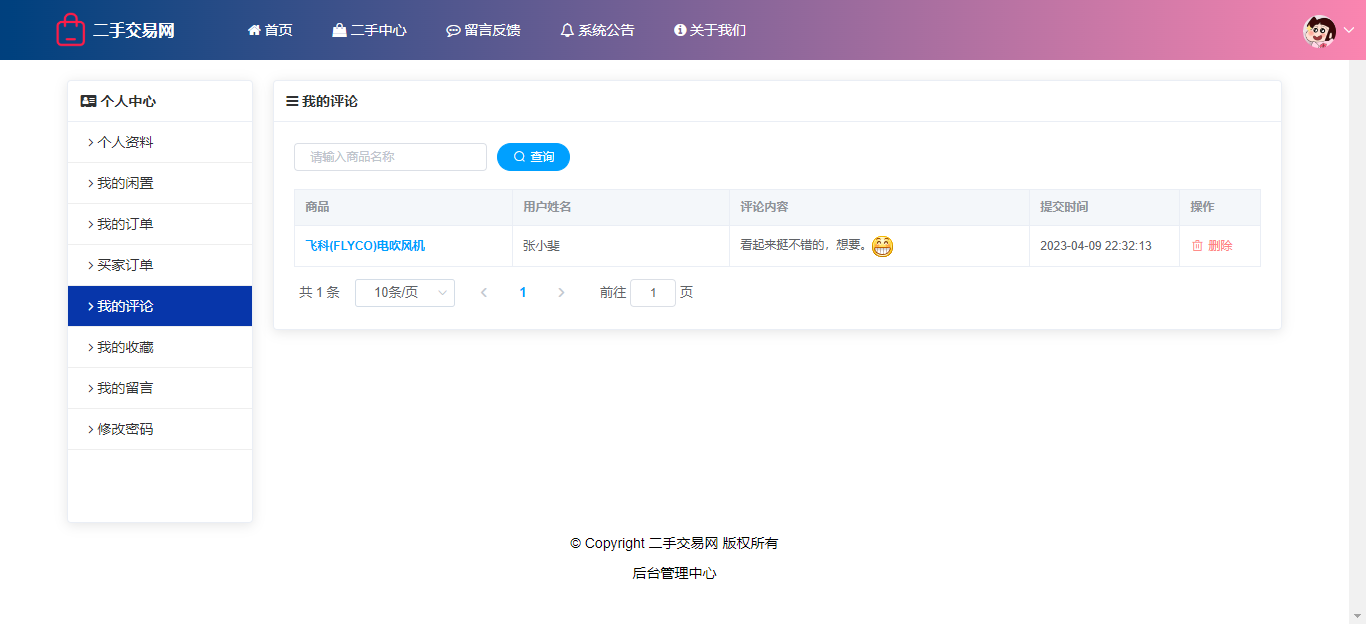 二手交易网 首页 二手中心 留言反馈 系统公告 关于我们
个人中心
个人资料
我的闲置
我的订单
买家订单
我的评论
我的收藏
我的留言
修改密码
我的评论
请输入商品名称 查询
商品 用户姓名 评论内容 提交时间 操作
飞科(FLYCO)电吹风机 张小斐 看起来挺不错的，想要。 2023-04-09 22:32:13 删除
共 1 条 10条/页 1 前往 1 页
© Copyright 二手交易网 版权所有
后台管理中心